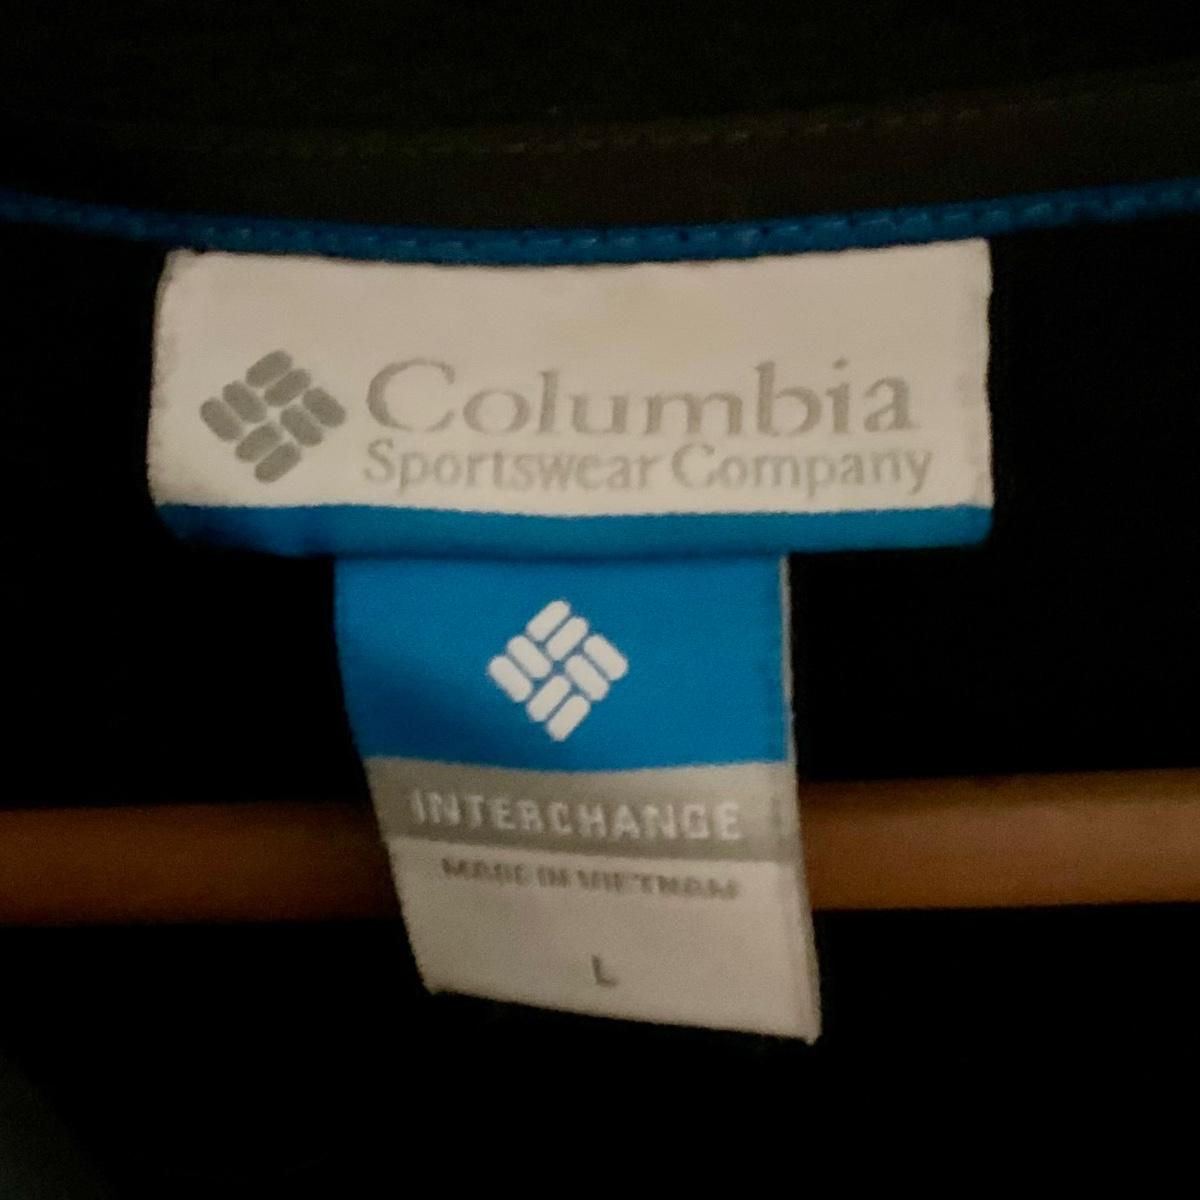 Columbia
Sportswear Company
INTERCHANGE
MADE IN VIETNAM
L